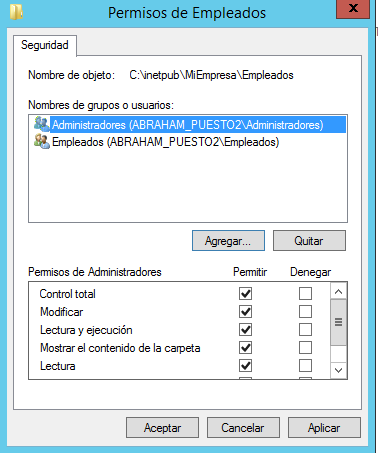 Permisos de Empleados
Seguridad
Nombre de objeto: C:\inetpub\MiEmpresa\Empleados
Nombres de grupos o usuarios:
Administradores (ABRAHAM_PUESTO2\Administradores)
Empleados (ABRAHAM_PUESTO2\Empleados)
Agregar... Quitar
Permisos de Administradores Permitir Denegar
Control total
Modificar
Lectura y ejecución
Mostrar el contenido de la carpeta
Lectura
Aceptar Cancelar Aplicar